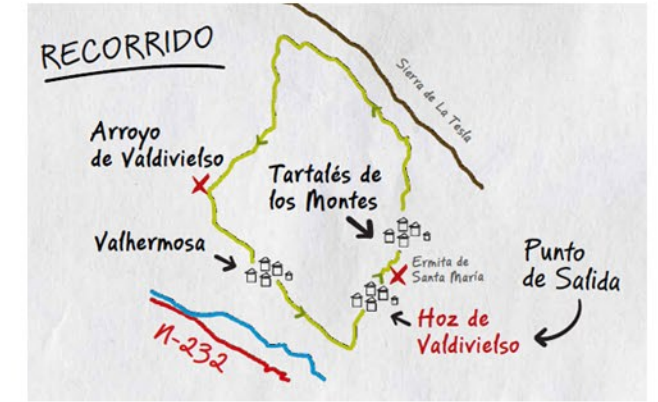 RECORRIDO
Sierra de La Tesla
Arroyo
de Valdivielso
Tartalés de
los Montes
Valhermosa
Ermita de
Santa María
Punto
de Salida
Hoz de
Valdivielso
N-232